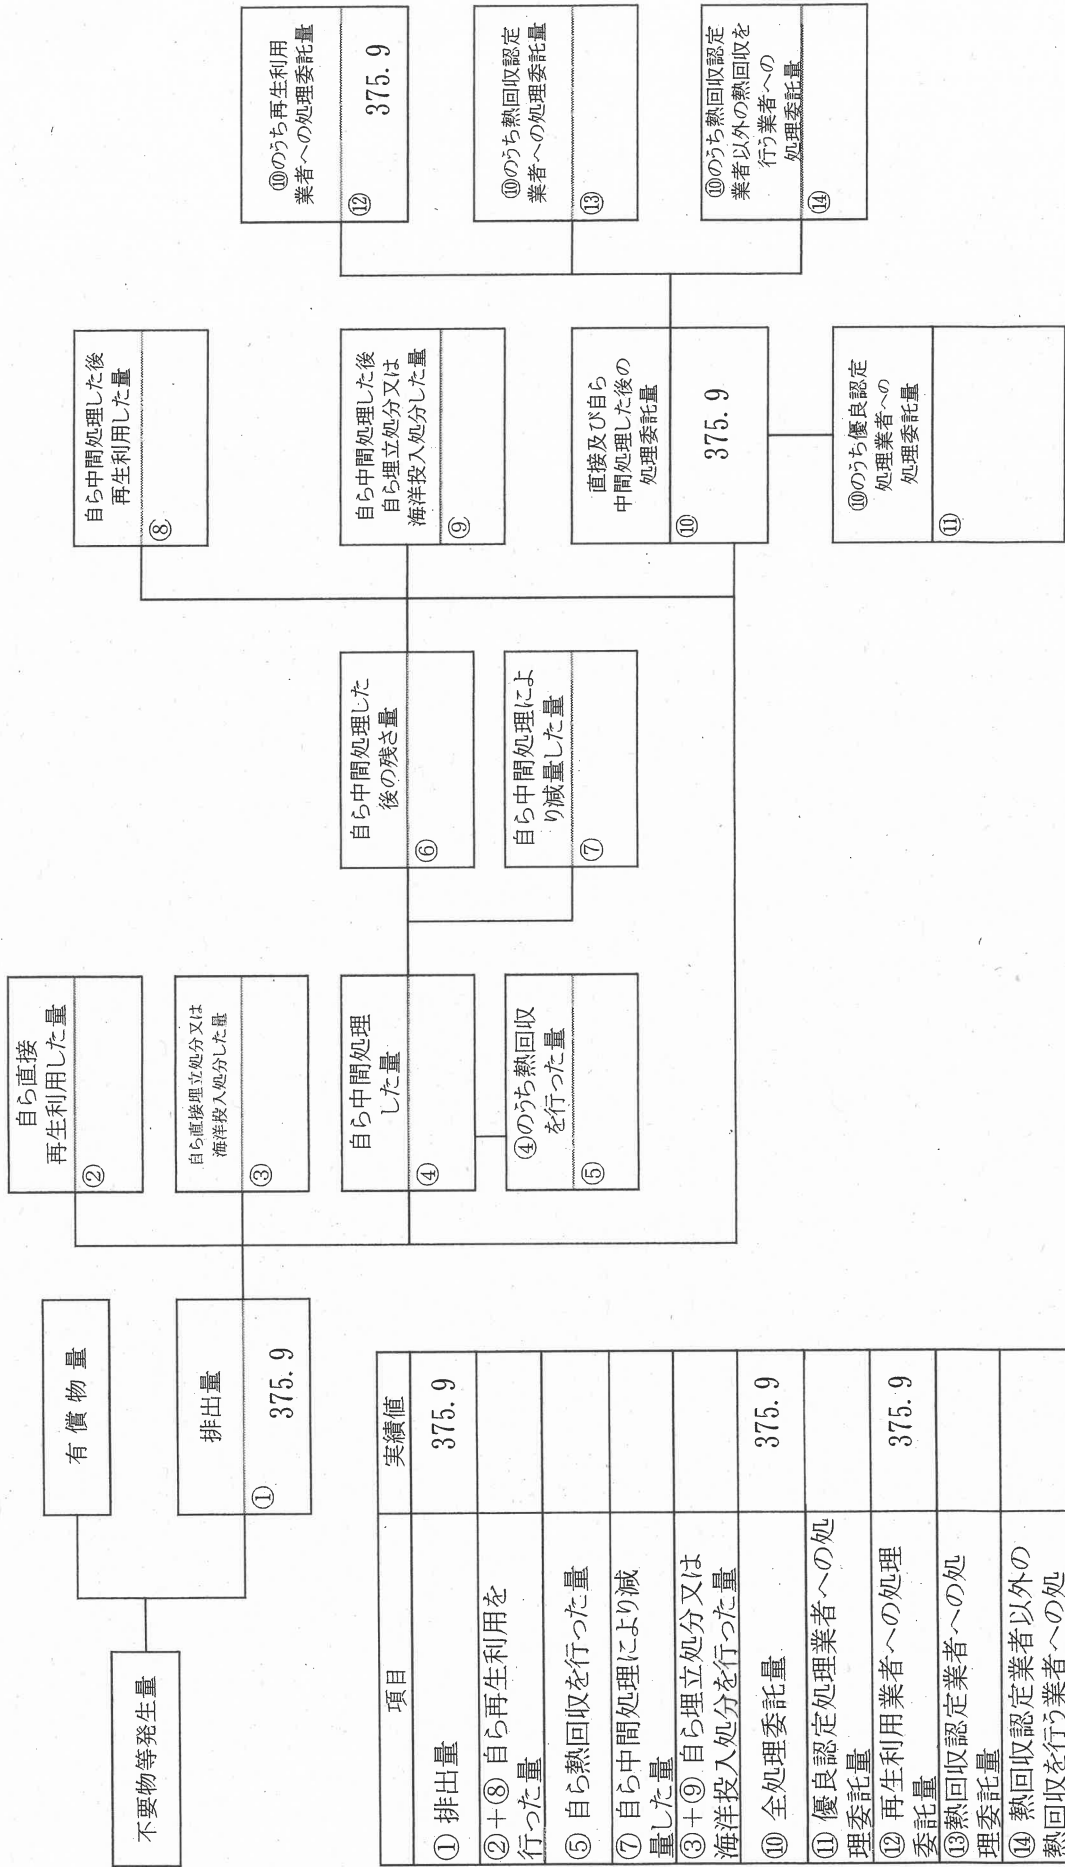 不要物等発生量
有償物量
排出量
①
375.9
自ら直接
再生利用した量
②
自ら直接埋立処分又は
海洋投入処分した量
③
自ら中間処理
した量
④
④のうち熱回収
を行った量
⑤
自ら中間処理した
後の残さ量
⑥
自ら中間処理によ
り減量した量
⑦
自ら中間処理した後
再生利用した量
⑧
自ら中間処理した後
自ら埋立処分又は
海洋投入処分した量
⑨
直接及び自ら
中間処理した後の
処理委託量
⑩
375.9
⑩のうち優良認定
処理業者への
処理委託量
⑪
⑩のうち再生利用
業者への処理委託量
⑫
375.9
⑩のうち熱回収認定
業者への処理委託量
⑬
⑩のうち熱回収認定
業者以外の熱回収を
行う業者への
処理委託量
⑭
項目 実績値
①排出量 375.9
②+⑧自ら再生利用を
行った量
⑤自ら熱回収を行った量
⑦自ら中間処理により減
量した量
③+⑨自ら埋立処分又は
海洋投入処分を行った量
⑩全処理委託量 375.9
⑪優良認定処理業者への処
理委託量
⑫再生利用業者への処理
委託量 375.9
⑬熱回収認定業者への処
理委託量
⑭熱回収認定業者以外の
熱回収を行う業者への処